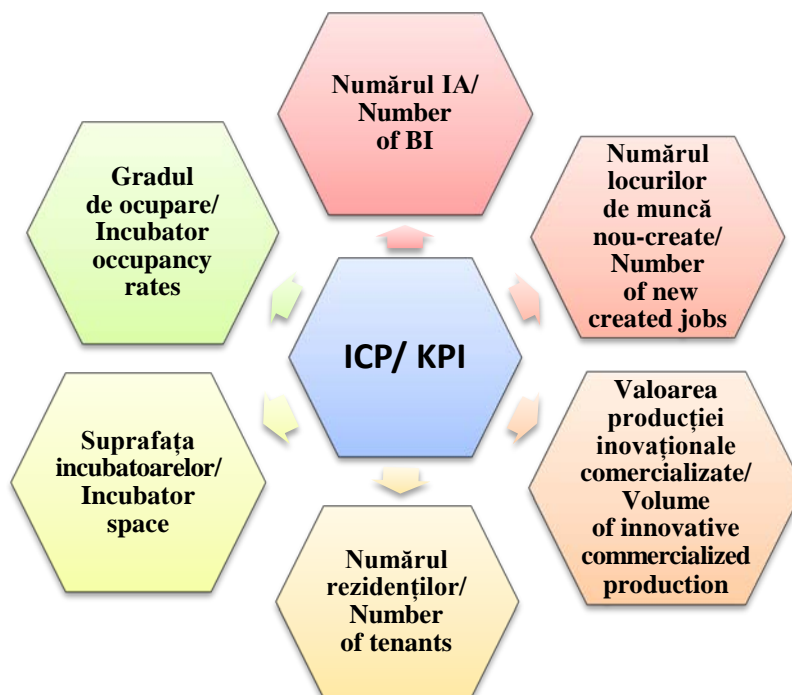 Numărul IA/
Number
of BI
Numărul
locurilor
de muncă
nou-create/
Number
of new
created jobs
Valoarea
producției
inovaționale
comercializate/
Volume
of innovative
commercialized
production
Numărul
rezidenților/
Number
of tenants
Suprafața
incubatoarelor/
Incubator
space
Gradul
de ocupare/
Incubator
occupancy
rates
ICP/ KPI